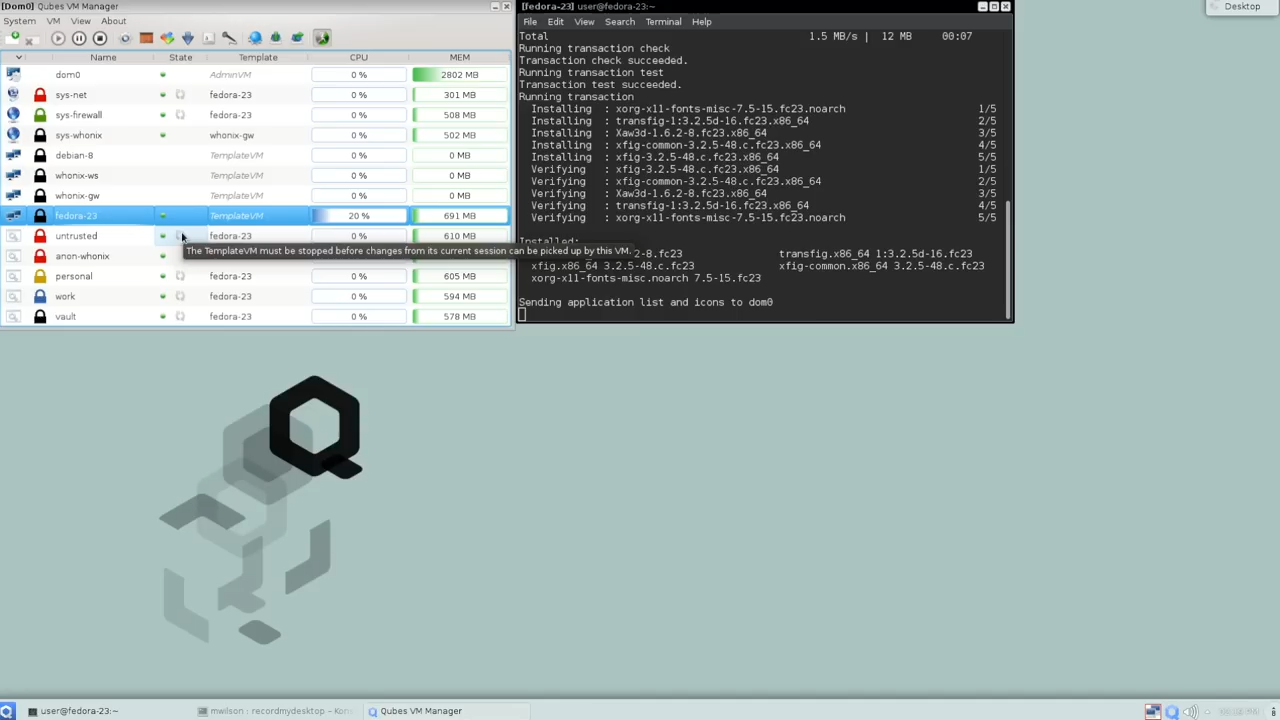 [Dom0] Qubes VM Manager
System VM View About
Name State Template CPU MEM
dom0 AdminVM 0 % 2802 MB
sys-net fedora-23 0 % 301 MB
sys-firewall fedora-23 0 % 508 MB
sys-whonix whonix-gw 0 % 502 MB
debian-8 TemplateVM 0 % 0 MB
whonix-ws TemplateVM 0 % 0 MB
whonix-gw TemplateVM 0 % 0 MB
fedora-23 TemplateVM 20 % 691 MB
untrusted fedora-23 0 % 610 MB
The TemplateVM must be stopped before changes from its current session can be picked up by this VM.
anon-whonix
personal fedora-23 0 % 605 MB
work fedora-23 0 % 594 MB
vault fedora-23 0 % 578 MB
[fedora-23] user@fedora-23:~
File Edit View Search Terminal Help
Total 1.5 MB/s | 12 MB 00:07
Running transaction check
Transaction check succeeded.
Running transaction test
Transaction test succeeded.
Running transaction
Installing : xorg-x11-fonts-misc-7.5-15.fc23.noarch 1/5
Installing : transfig-1:3.2.5d-16.fc23.x86_64 2/5
Installing : Xaw3d-1.6.2-8.fc23.x86_64 3/5
Installing : xfig-common-3.2.5-48.c.fc23.x86_64 4/5
Installing : xfig-3.2.5-48.c.fc23.x86_64 5/5
Verifying : xfig-3.2.5-48.c.fc23.x86_64 1/5
Verifying : xfig-common-3.2.5-48.c.fc23.x86_64 2/5
Verifying : Xaw3d-1.6.2-8.fc23.x86_64 3/5
Verifying : transfig-1:3.2.5d-16.fc23.x86_64 4/5
Verifying : xorg-x11-fonts-misc-7.5-15.fc23.noarch 5/5
Installed:
2-8.fc23 transfig.x86_64 1:3.2.5d-16.fc23
xfig.x86_64 3.2.5-48.c.fc23 xfig-common.x86_64 3.2.5-48.c.fc23
xorg-x11-fonts-misc.noarch 7.5-15.fc23
Sending application list and icons to dom0
Desktop
user@fedora-23:~ mwilson : recordmydesktop – Kon Qubes VM Manager